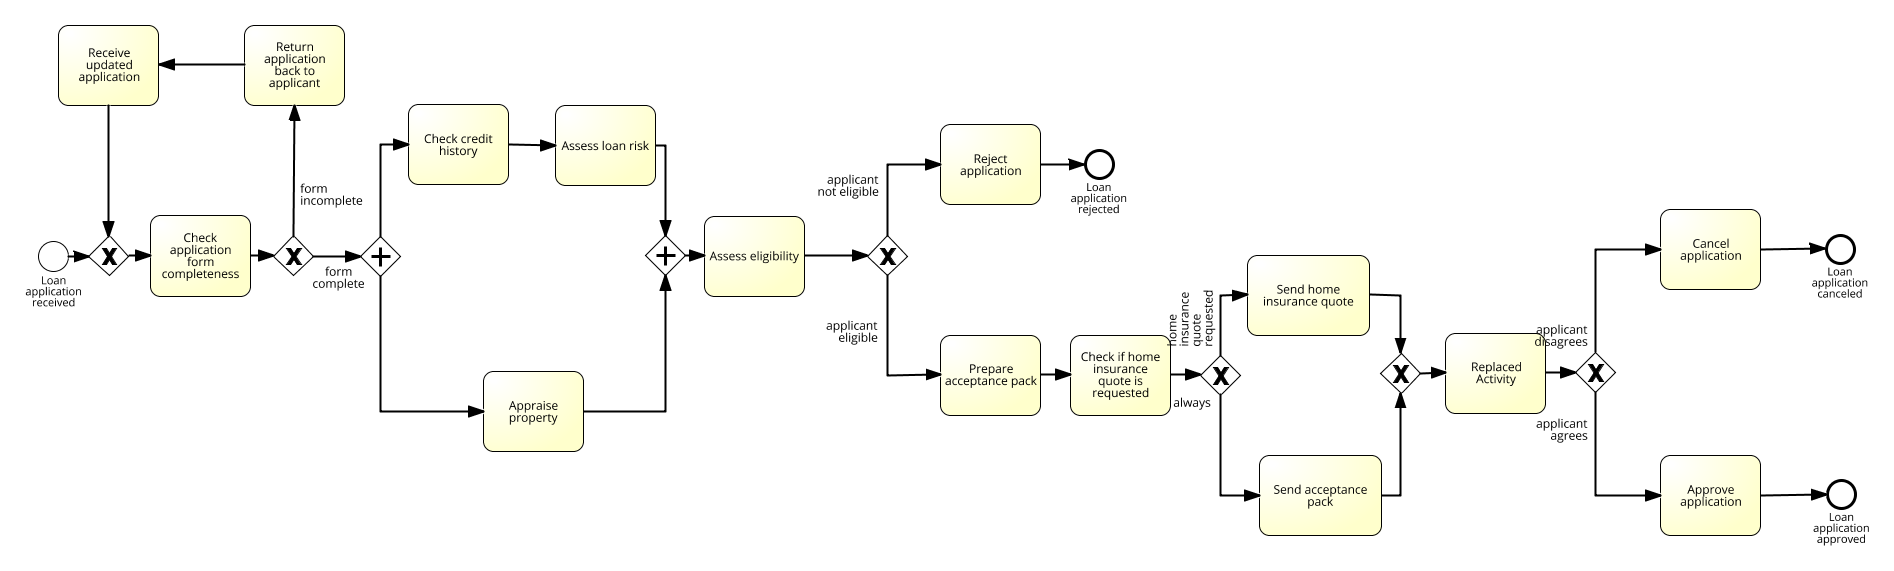 Receive
updated
application
Return
application
back to
applicant
form
incomplete
Loan
application
received
Check
application
form
completeness
form
complete
Check credit
history
Assess loan risk
Appraise
property
Assess eligibility
applicant
not eligible
Reject
application
Loan
application
rejected
applicant
eligible
Prepare
acceptance pack
Check if home
insurance
quote is
requested
home
insurance
quote
requested
always
Send home
insurance quote
Send acceptance
pack
Replaced
Activity
applicant
disagrees
Cancel
application
Loan
application
canceled
applicant
agrees
Approve
application
Loan
application
approved